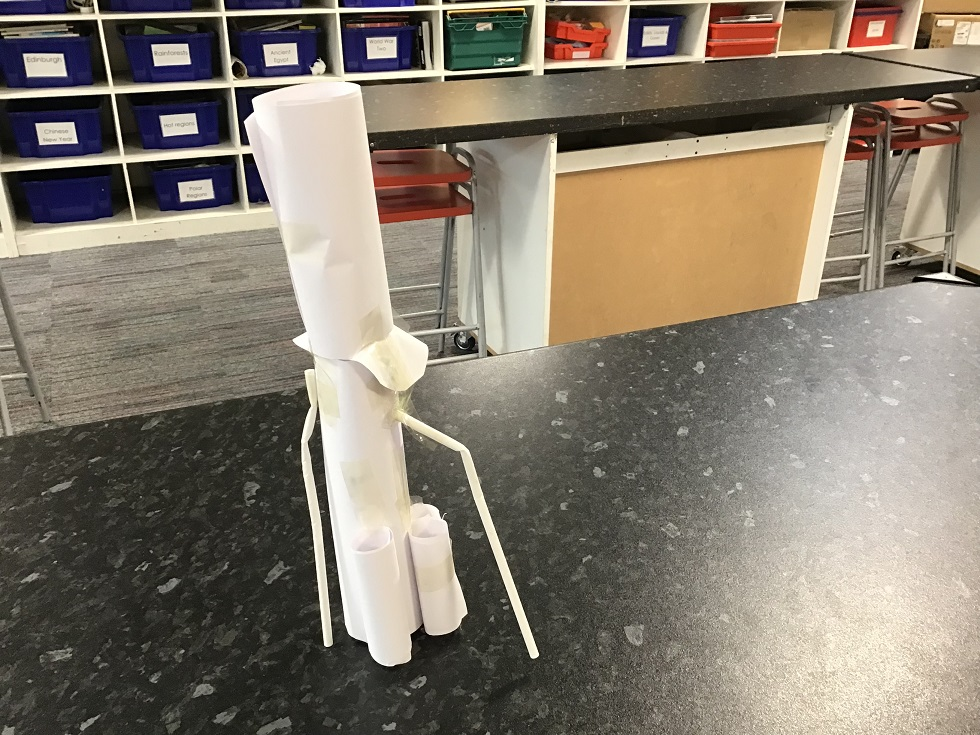 Edinburgh
Rainforests
Ancient
Egypt
World War
Two
Chinese
New Year
Hot regions
Polar
Regions